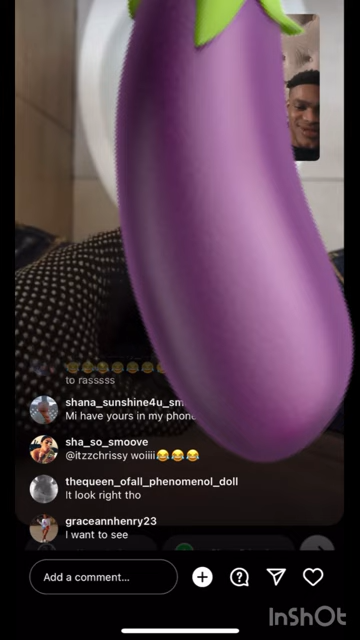 to rasssss
shana_sunshine4u_sm
Mi have yours in my phone
sha_so_smoove
@itzzchrissy woiiii😂😂😂
thequeen_ofall_phenomenol_doll
It look right tho
graceannhenry23
I want to see
Add a comment...
InShOt